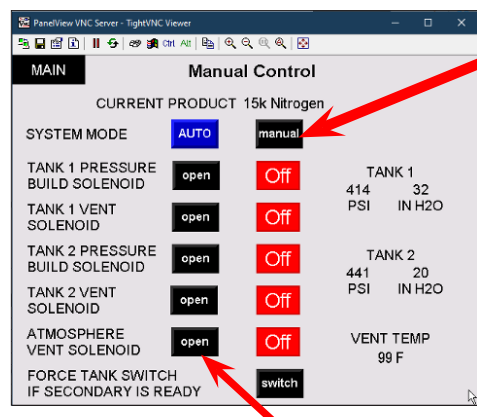 PanelView VNC Server - TightVNC Viewer
Ctrl Alt
MAIN Manual Control
CURRENT PRODUCT 15k Nitrogen
SYSTEM MODE AUTO manual
TANK 1 PRESSURE
BUILD SOLENOID open Off
TANK 1
414 32
PSI IN H2O
TANK 1 VENT
SOLENOID open Off
TANK 2 PRESSURE
BUILD SOLENOID open Off
TANK 2
441 20
PSI IN H2O
TANK 2 VENT
SOLENOID open Off
ATMOSPHERE
VENT SOLENOID open Off
VENT TEMP
99 F
FORCE TANK SWITCH
IF SECONDARY IS READY switch